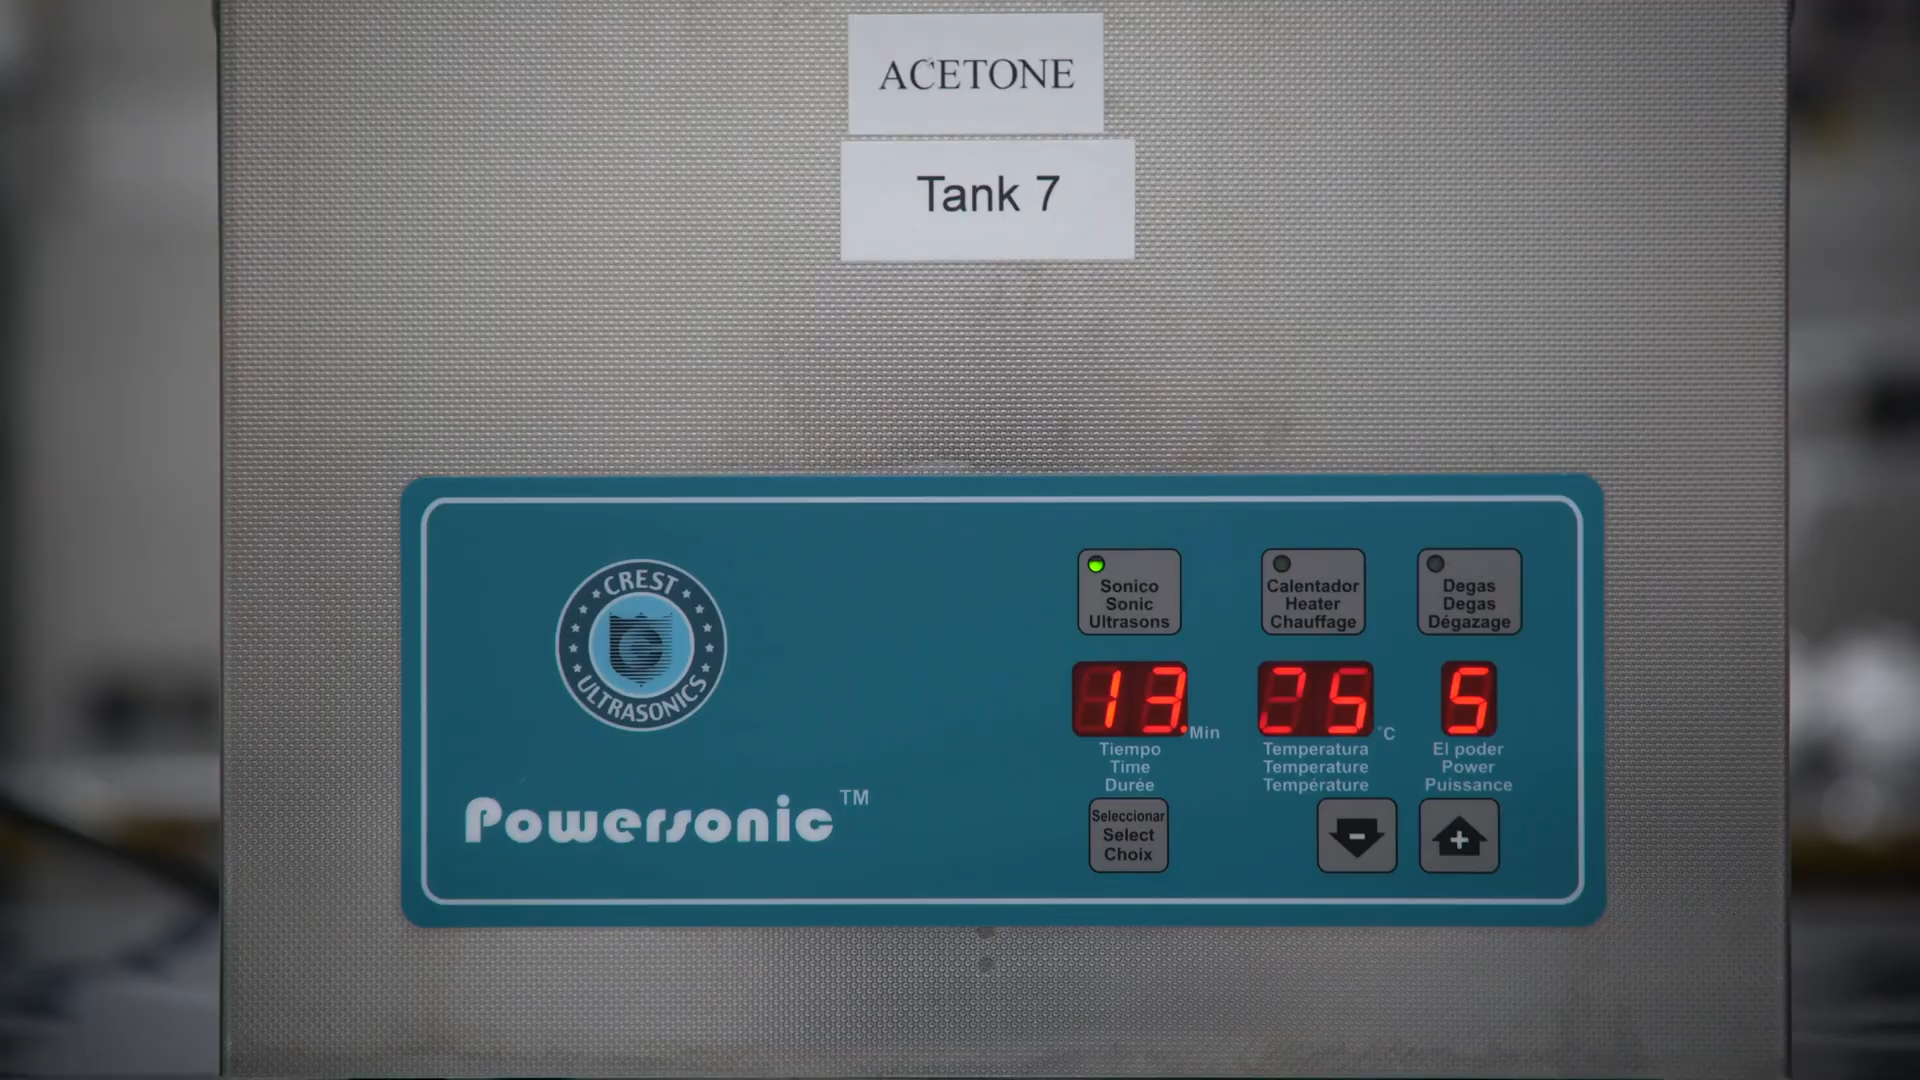 ACETONE
Tank 7
CREST
ULTRASONICS
Powersonic™
Sonico
Sonic
Ultrasons
Calentador
Heater
Chauffage
Degas
Degas
Dégazage
13. Min
25 °C
5
Tiempo
Time
Durée
Temperatura
Temperature
Température
El poder
Power
Puissance
Seleccionar
Select
Choix
-
+